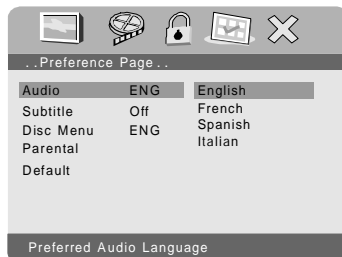 ..Preference Page..
Audio ENG English
Subtitle Off French
Disc Menu ENG Spanish
Parental Italian
Default
Preferred Audio Language